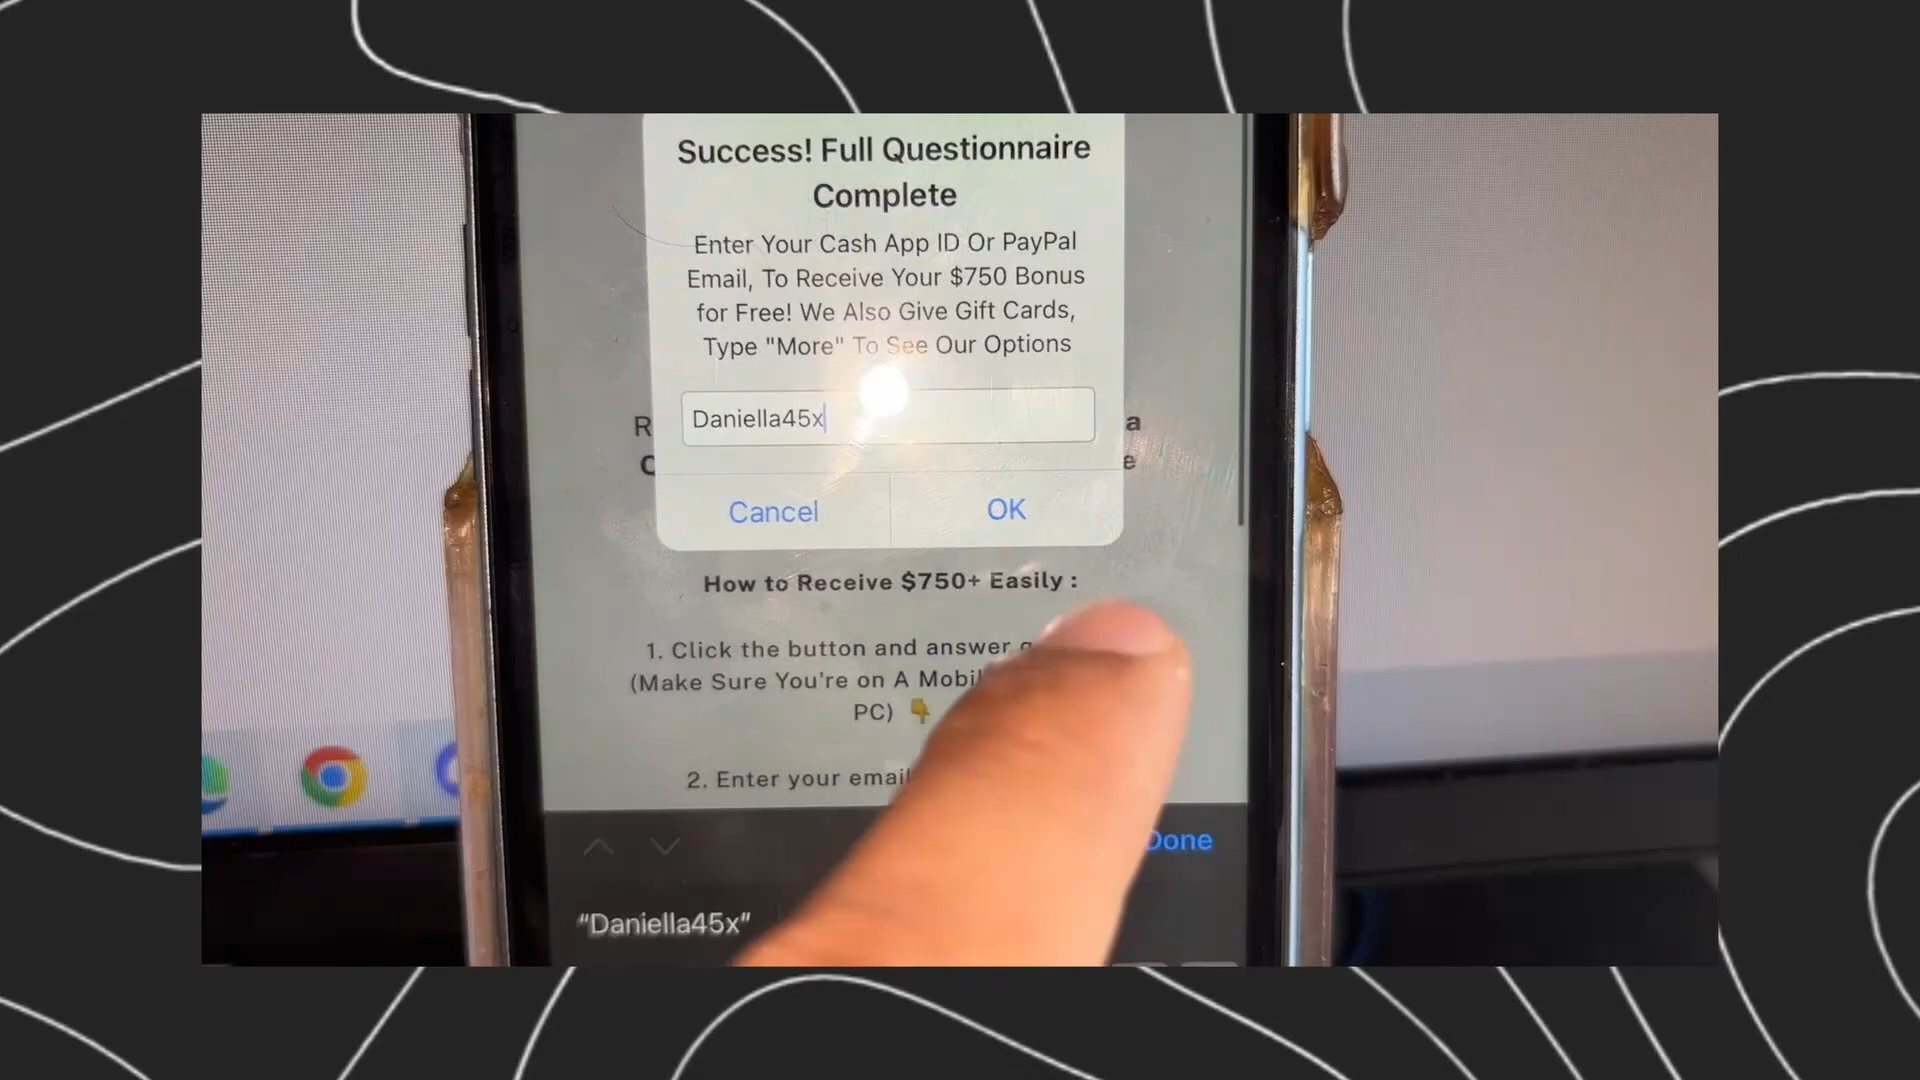 Success! Full Questionnaire
Complete
Enter Your Cash App ID Or PayPal
Email, To Receive Your $750 Bonus
for Free! We Also Give Gift Cards,
Type "More" To See Our Options
Daniella45x
R
a
C
e
Cancel
OK
How to Receive $750+ Easily :
1. Click the button and answer
(Make Sure You're on A
PC) 👇
2. Enter your email
Done
"Daniella45x"